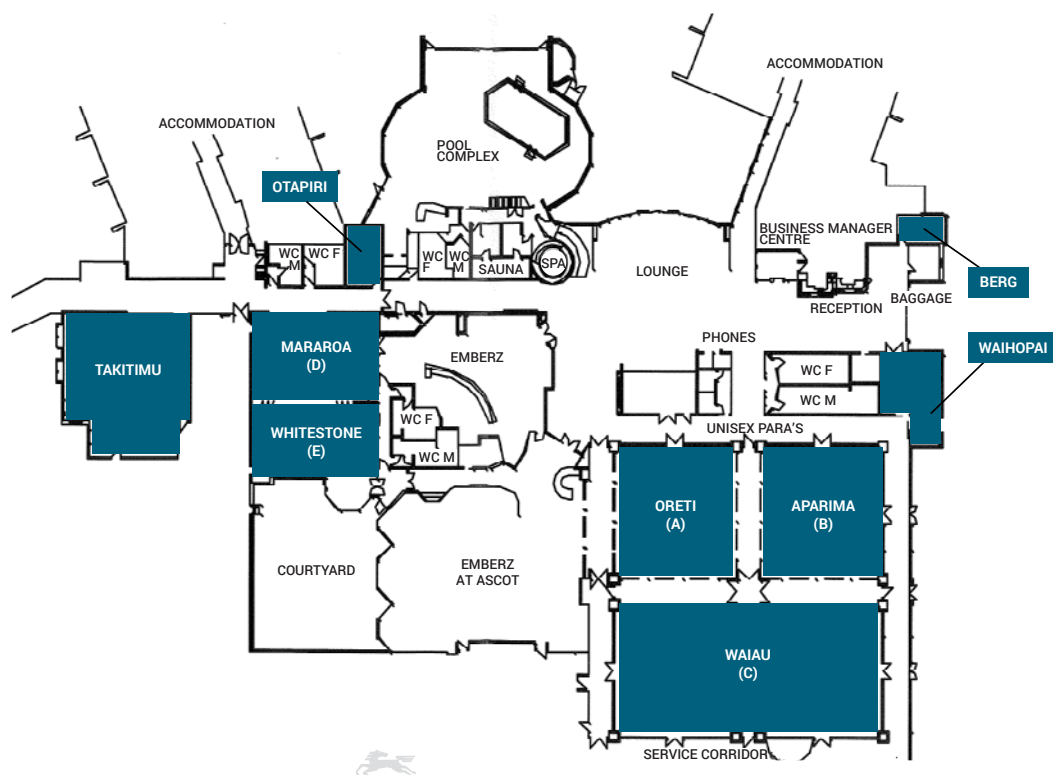 ACCOMMODATION
ACCOMMODATION
POOL
COMPLEX
OTAPIRI
BUSINESS MANAGER
CENTRE
WC
M
WC F
WC
F
WC
M
SAUNA
SPA
LOUNGE
BERG
RECEPTION
BAGGAGE
TAKITIMU
MARAROA
(D)
EMBERZ
PHONES
WAIHOPAI
WC F
WC M
WHITESTONE
(E)
WC F
WC M
UNISEX PARA'S
ORETI
(A)
APARIMA
(B)
COURTYARD
EMBERZ
AT ASCOT
WAIAU
(C)
SERVICE CORRIDOR